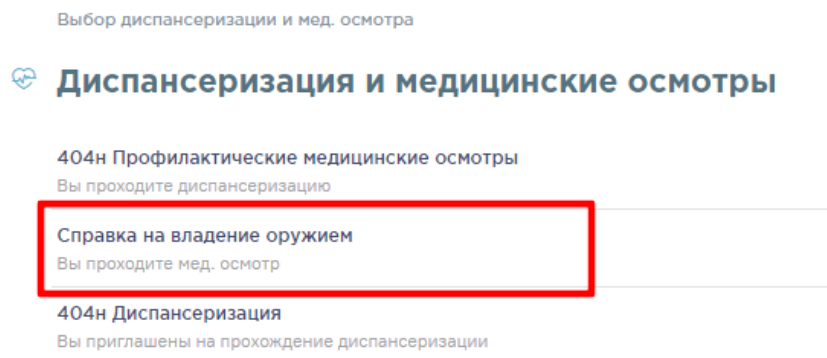 Выбор диспансеризации и мед. осмотра
Диспансеризация и медицинские осмотры
404н Профилактические медицинские осмотры
Вы проходите диспансеризацию
Справка на владение оружием
Вы проходите мед. осмотр
404н Диспансеризация
Вы приглашены на прохождение диспансеризации